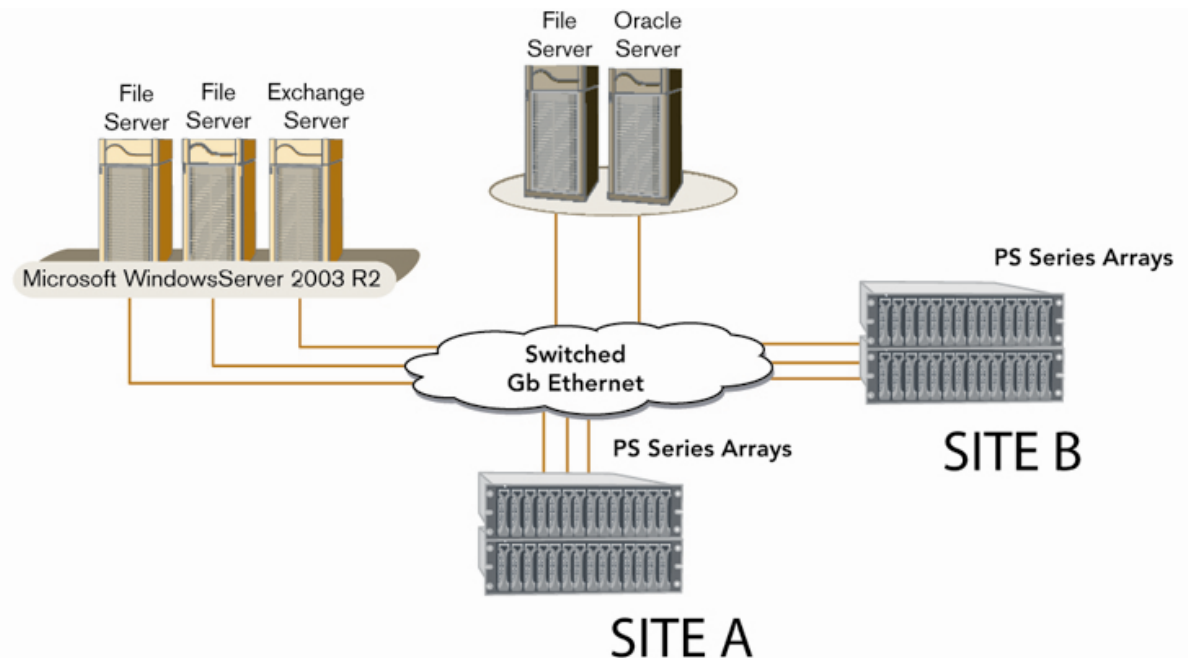 File
Server
Oracle
Server
File
Server
File
Server
Exchange
Server
Microsoft WindowsServer 2003 R2
PS Series Arrays
Switched
Gb Ethernet
SITE B
PS Series Arrays
SITE A